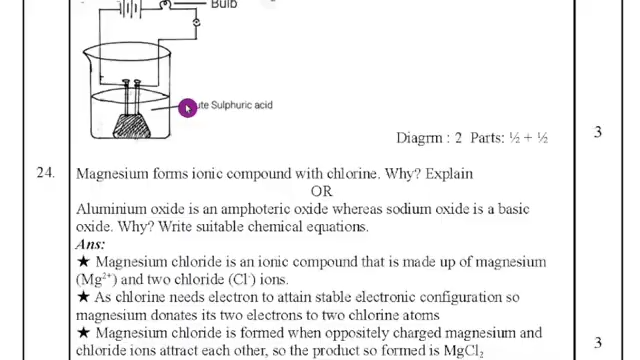 Bulb
ute Sulphuric acid
Diagrm : 2 Parts: ½ + ½
3
24.
Magnesium forms ionic compound with chlorine. Why? Explain
OR
Aluminium oxide is an amphoteric oxide whereas sodium oxide is a basic
oxide. Why? Write suitable chemical equations.
Ans:
★ Magnesium chloride is an ionic compound that is made up of magnesium
(Mg²⁺) and two chloride (Cl⁻) ions.
★ As chlorine needs electron to attain stable electronic configuration so
magnesium donates its two electrons to two chlorine atoms
★ Magnesium chloride is formed when oppositely charged magnesium and
chloride ions attract each other, so the product so formed is MgCl₂
3